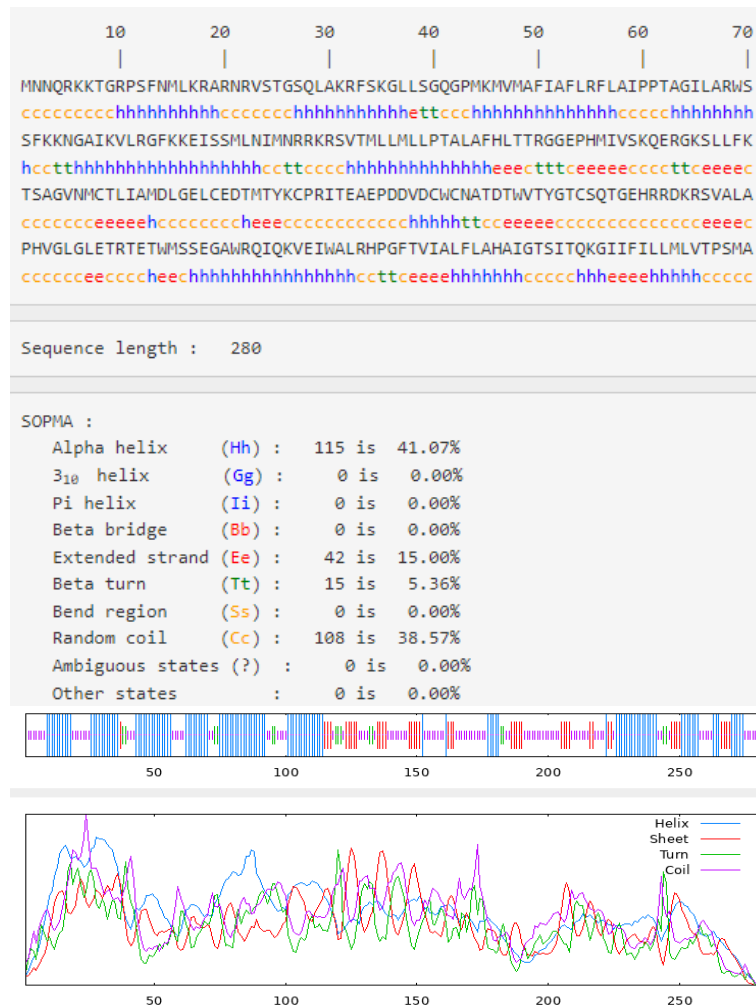 10 20 30 40 50 60 70
| | | | | | |
MNNQRKKTGRPSFNMLKRARNRVSTGSQLAKRFSKGLLSGQGPMKMVMAFIAFLRFLAIPPTAGILARWS
ccccccccchhhhhhhhhhccccccchhhhhhhhhhhettccchhhhhhhhhhhhhhccccchhhhhhhh
SFKKNGAIKVLRGFKKEISSMLNIMNRRKRSVTMLLMLLPTALAFHLTTRGGEPHMIVSKQERGKSLLFK
hcctthhhhhhhhhhhhhhhhhhccttcccchhhhhhhhhhhhhheeectttceeeeeccccttceeeec
TSAGVNMCTLIAMDLGELCEDTMTYKCPRITEAEPDDVDCWCNATDTWVTYGTCSQTGEHRRDKRSVALA
ccccccceeeeehccccccccheeecccccccccccchhhhhttcceeeeecccccccccccccceeeec
PHVGLGLETRTETWMSSEGAWRQIQKVEIWALRHPGFTVIALFLAHAIGTSITQKGIIFILLMLVTPSMA
cccccceeccccheechhhhhhhhhhhhhhhhccttceeeehhhhhhhccccchhheeeehhhhhccccc
Sequence length : 280
SOPMA :
Alpha helix (Hh) : 115 is 41.07%
3₁₀ helix (Gg) : 0 is 0.00%
Pi helix (Ii) : 0 is 0.00%
Beta bridge (Bb) : 0 is 0.00%
Extended strand (Ee) : 42 is 15.00%
Beta turn (Tt) : 15 is 5.36%
Bend region (Ss) : 0 is 0.00%
Random coil (Cc) : 108 is 38.57%
Ambiguous states (?) : 0 is 0.00%
Other states : 0 is 0.00%
50 100 150 200 250
Helix
Sheet
Turn
Coil
50 100 150 200 250